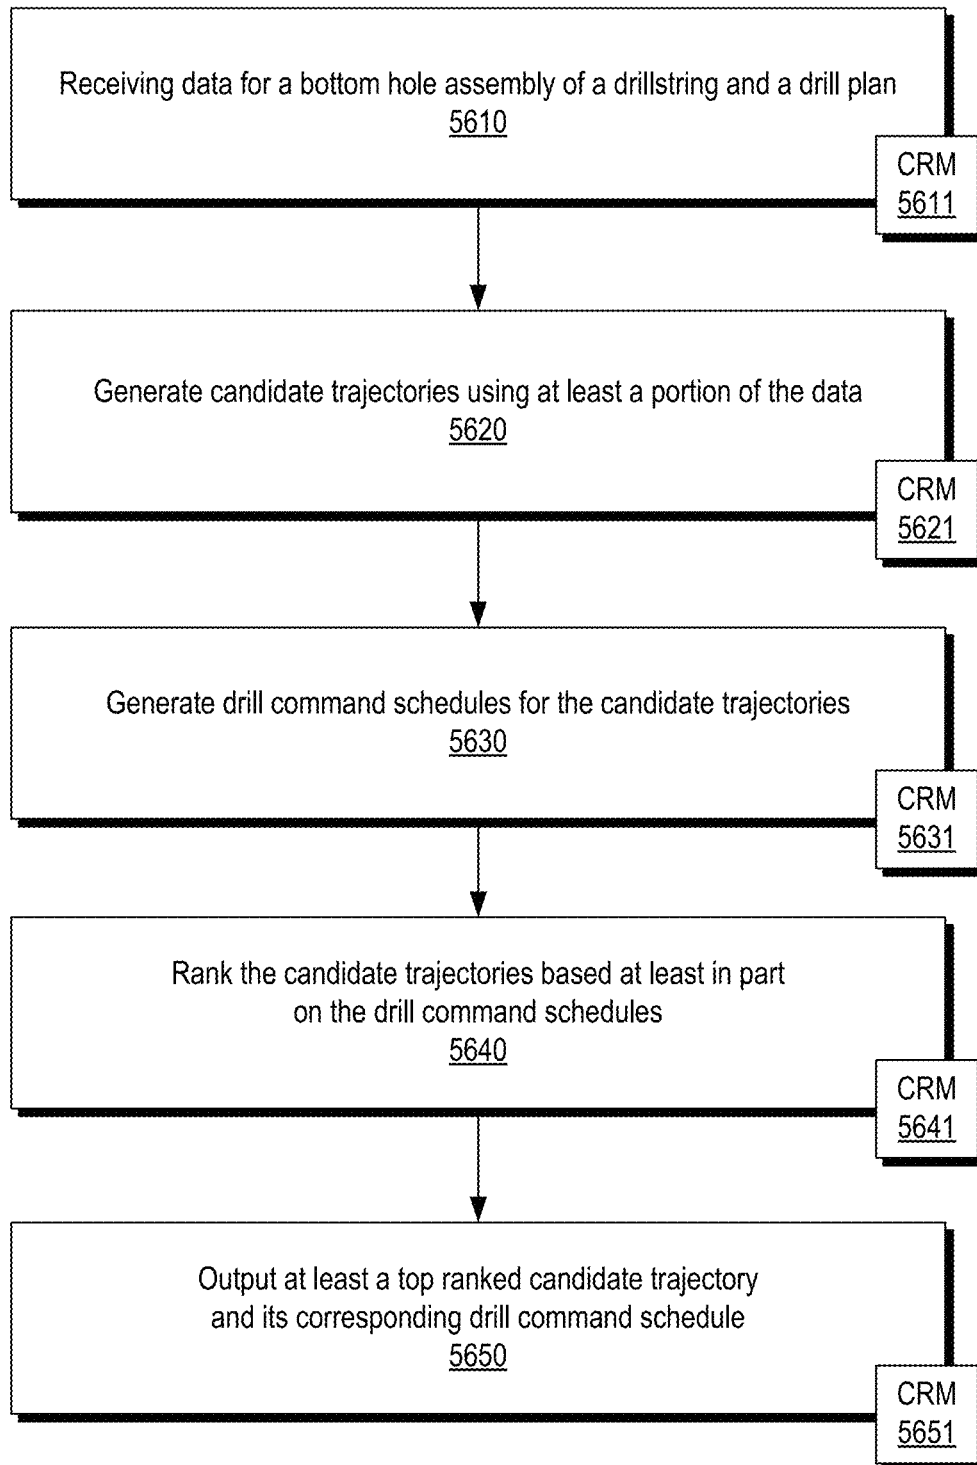 Receiving data for a bottom hole assembly of a drillstring and a drill plan
5610
CRM
5611
Generate candidate trajectories using at least a portion of the data
5620
CRM
5621
Generate drill command schedules for the candidate trajectories
5630
CRM
5631
Rank the candidate trajectories based at least in part
on the drill command schedules
5640
CRM
5641
Output at least a top ranked candidate trajectory
and its corresponding drill command schedule
5650
CRM
5651